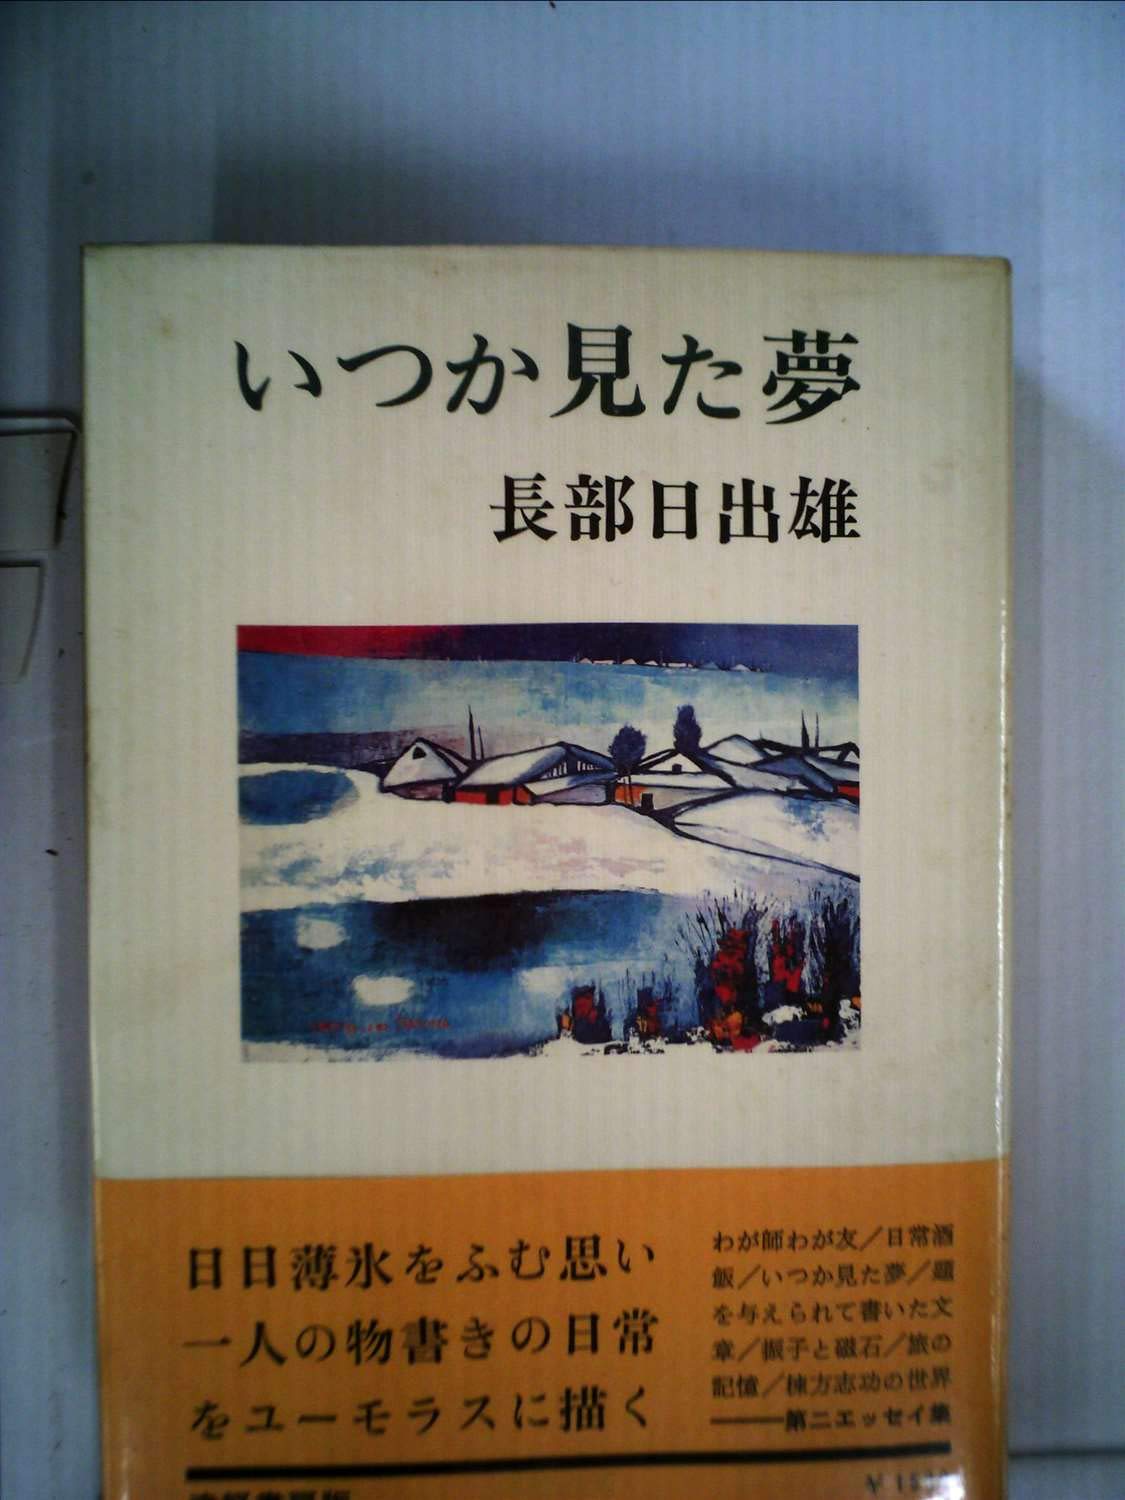 いつか見た夢
長部日出雄
日日薄氷をふむ思い
一人の物書きの日常
をユーモラスに描く
わが師わが友／日常酒
飯／いつか見た夢／題
を与えられて書いた文
章／振子と磁石／旅の
記憶／棟方志功の世界
――第二エッセイ集